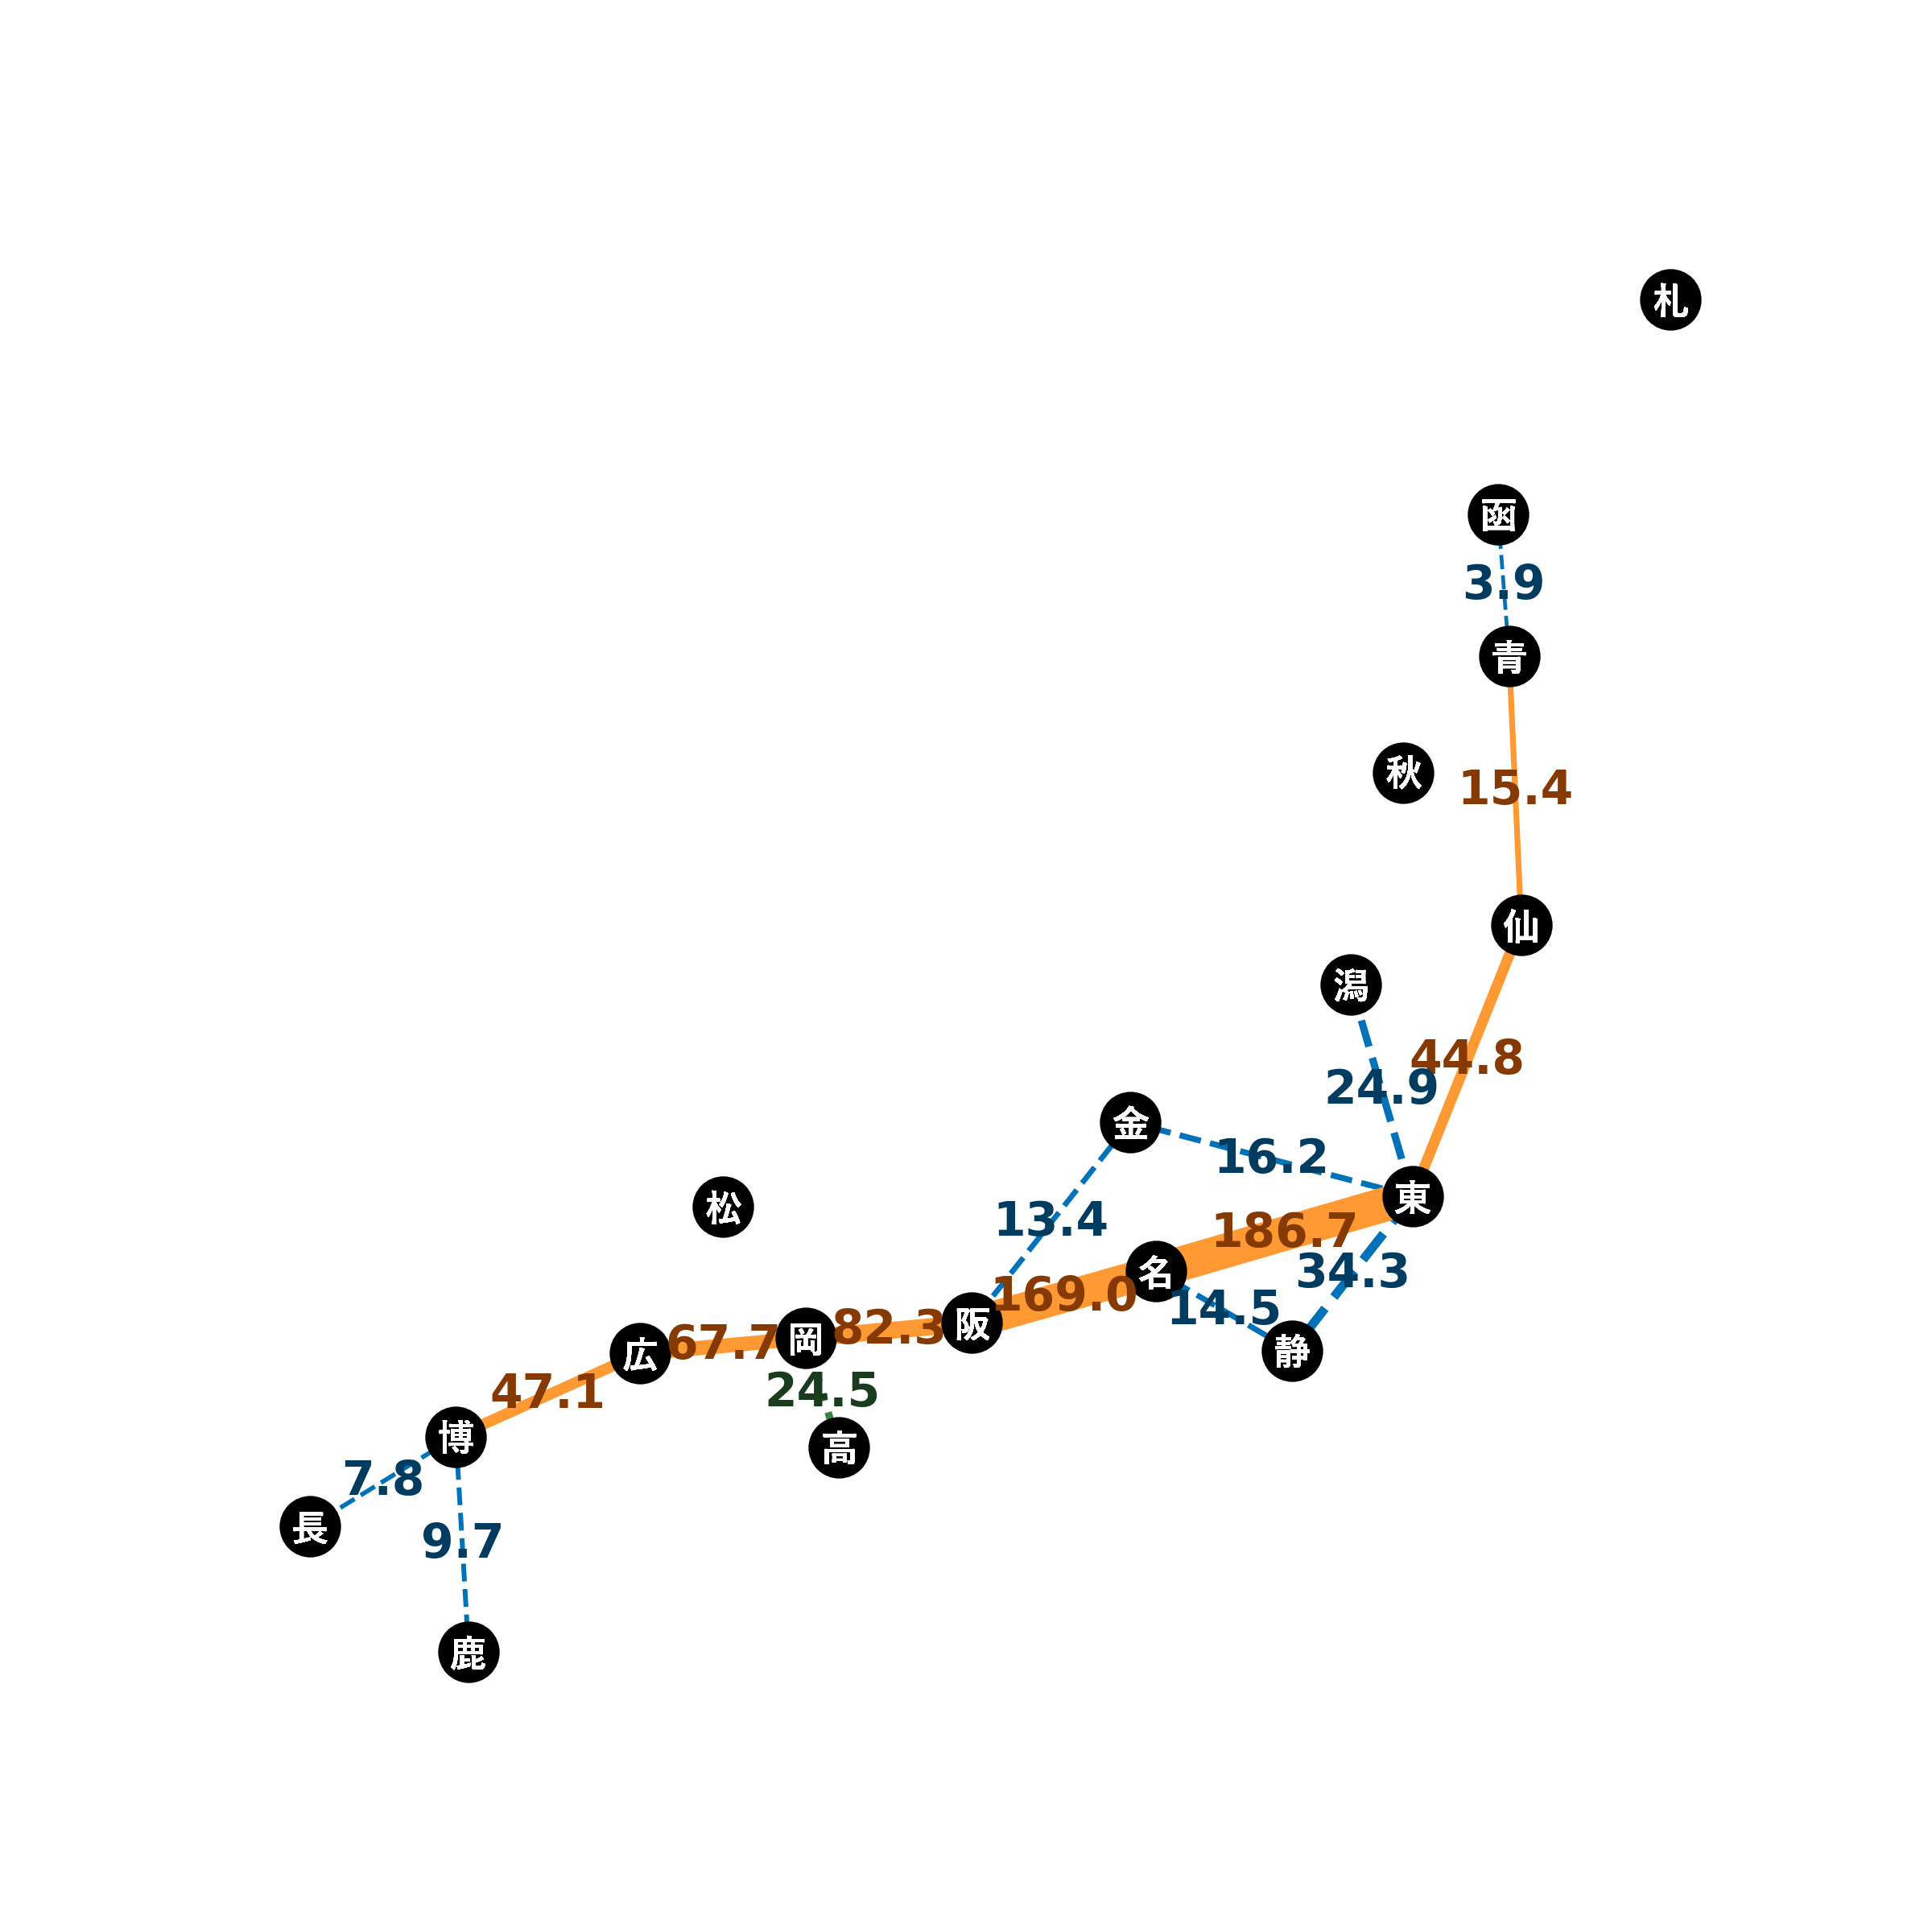 札
函
3.9
青
秋
15.4
仙
潟
44.8
24.9
金
16.2
東
松
13.4
186.7
名
34.3
169.0
14.5
阪
82.3
岡
67.7
広
静
24.5
47.1
博
高
7.8
長
9.7
鹿